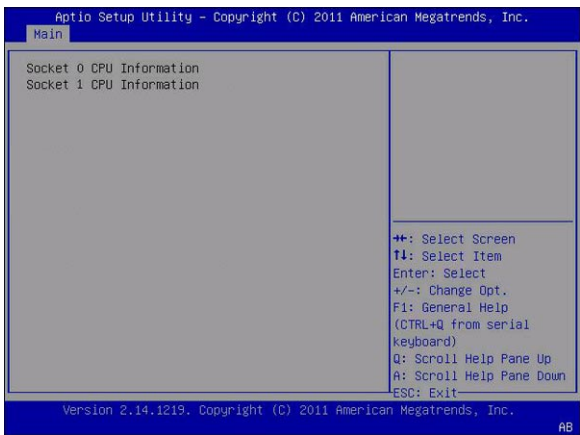 Aptio Setup Utility – Copyright (C) 2011 American Megatrends, Inc.
Main
Socket 0 CPU Information
Socket 1 CPU Information
→←: Select Screen
↑↓: Select Item
Enter: Select
+/-: Change Opt.
F1: General Help
(CTRL+Q from serial
keyboard)
Q: Scroll Help Pane Up
A: Scroll Help Pane Down
ESC: Exit
Version 2.14.1219. Copyright (C) 2011 American Megatrends, Inc.
AB